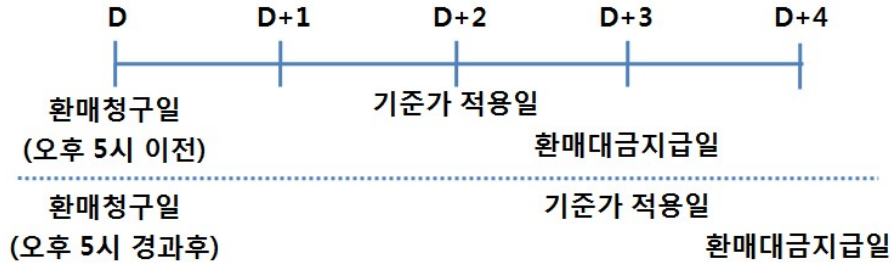 D D+1 D+2 D+3 D+4
환매청구일 기준가 적용일
(오후 5시 이전) 환매대금지급일
환매청구일 기준가 적용일
(오후 5시 경과후) 환매대금지급일